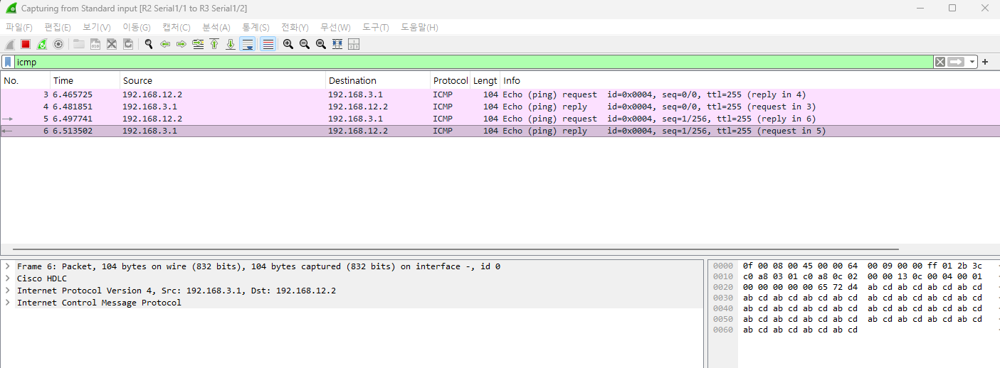 Capturing from Standard input [R2 Serial1/1 to R3 Serial1/2]
파일(F) 편집(E) 보기(V) 이동(G) 캡처(C) 분석(A) 통계(S) 전화(Y) 무선(W) 도구(T) 도움말(H)
icmp
No. Time Source Destination Protocol Lengt Info
3 6.465725 192.168.12.2 192.168.3.1 ICMP 104 Echo (ping) request id=0x0004, seq=0/0, ttl=255 (reply in 4)
4 6.481851 192.168.3.1 192.168.12.2 ICMP 104 Echo (ping) reply id=0x0004, seq=0/0, ttl=255 (request in 3)
5 6.497741 192.168.12.2 192.168.3.1 ICMP 104 Echo (ping) request id=0x0004, seq=1/256, ttl=255 (reply in 6)
6 6.513502 192.168.3.1 192.168.12.2 ICMP 104 Echo (ping) reply id=0x0004, seq=1/256, ttl=255 (request in 5)
Frame 6: Packet, 104 bytes on wire (832 bits), 104 bytes captured (832 bits) on interface -, id 0
Cisco HDLC
Internet Protocol Version 4, Src: 192.168.3.1, Dst: 192.168.12.2
Internet Control Message Protocol
0000 0f 00 08 00 45 00 00 64 00 09 00 00 ff 01 2b 3c
0010 c0 a8 03 01 c0 a8 0c 02 00 00 13 0c 00 04 00 01
0020 00 00 00 00 00 65 72 d4 ab cd ab cd ab cd ab cd
0030 ab cd ab cd ab cd ab cd ab cd ab cd ab cd ab cd
0040 ab cd ab cd ab cd ab cd ab cd ab cd ab cd ab cd
0050 ab cd ab cd ab cd ab cd ab cd ab cd ab cd ab cd
0060 ab cd ab cd ab cd ab cd